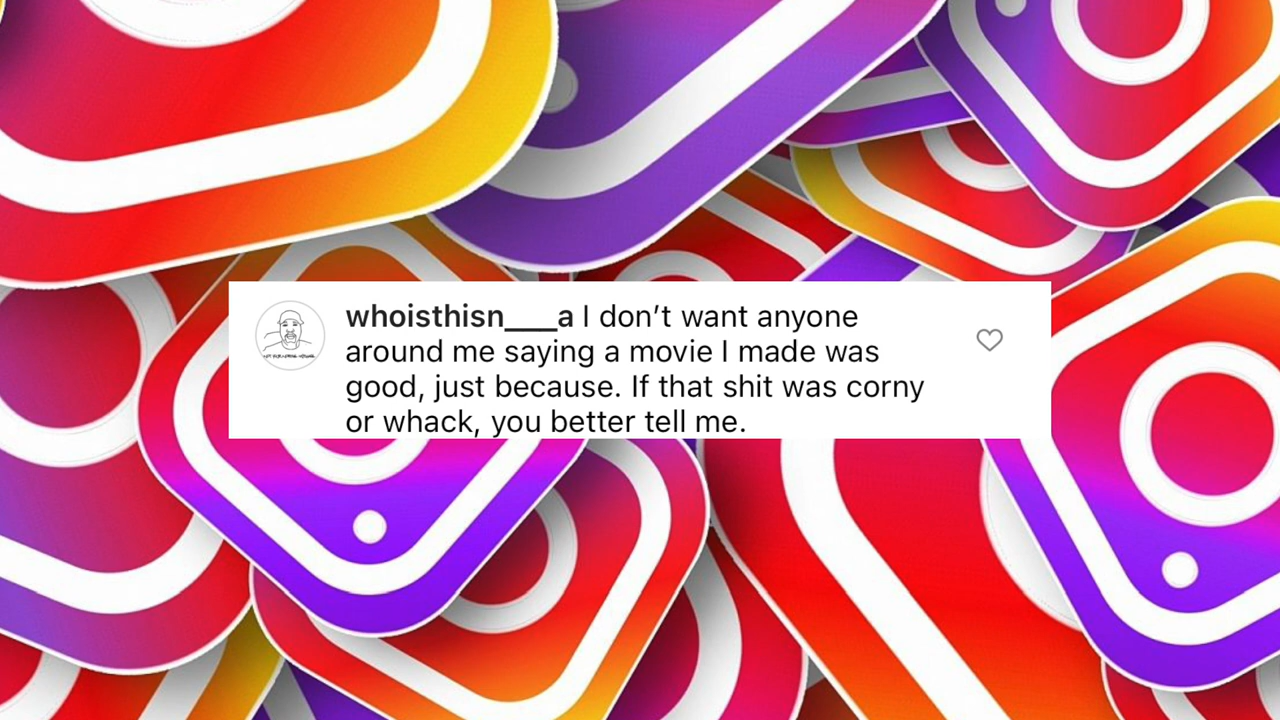 whoisthisn____a I don’t want anyone
around me saying a movie I made was
good, just because. If that shit was corny
or whack, you better tell me.